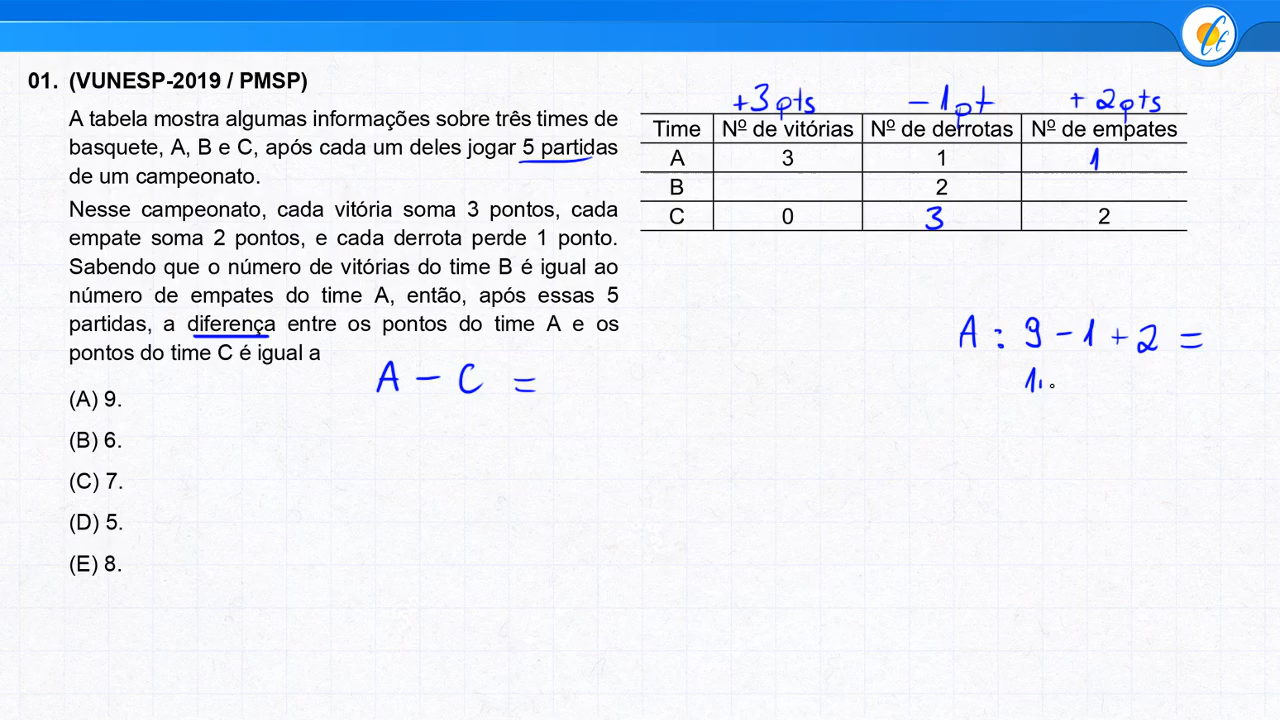 01. (VUNESP-2019 / PMSP)
A tabela mostra algumas informações sobre três times de
basquete, A, B e C, após cada um deles jogar 5 partidas
de um campeonato.
Nesse campeonato, cada vitória soma 3 pontos, cada
empate soma 2 pontos, e cada derrota perde 1 ponto.
Sabendo que o número de vitórias do time B é igual ao
número de empates do time A, então, após essas 5
partidas, a diferença entre os pontos do time A e os
pontos do time C é igual a
A - C =
(A) 9.
(B) 6.
(C) 7.
(D) 5.
(E) 8.
+3pts -1pt +2pts
Time Nº de vitórias Nº de derrotas Nº de empates
A 3 1 1
B 2
C 0 3 2
A : 9 - 1 + 2 =